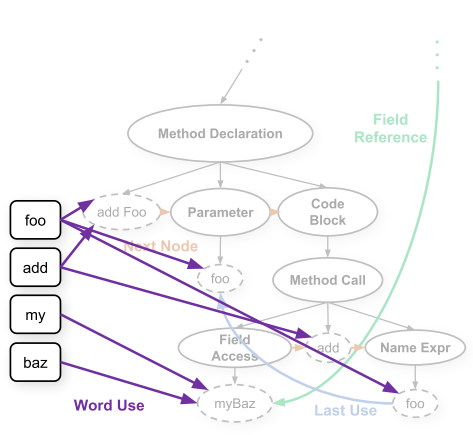 Field
Reference
Method Declaration
foo
add Foo
Parameter
Code
Block
Next Node
add
foo
Method Call
my
Field
Access
add
Name Expr
baz
Word Use
myBaz
Last Use
foo